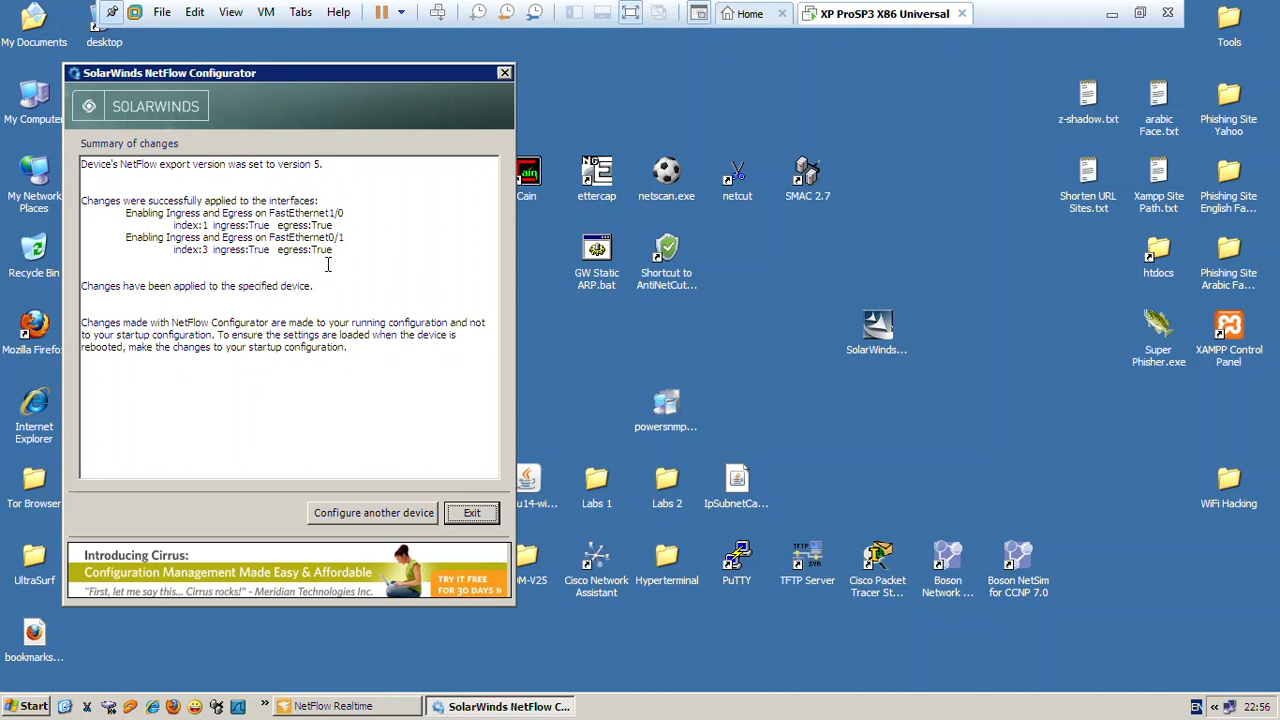 File Edit View VM Tabs Help
Home
XP ProSP3 X86 Universal
My Documents
desktop
Tools
SolarWinds NetFlow Configurator
SOLARWINDS
Summary of changes
Device's NetFlow export version was set to version 5.
Changes were successfully applied to the interfaces:
Enabling Ingress and Egress on FastEthernet1/0
index:1 ingress:True egress:True
Enabling Ingress and Egress on FastEthernet0/1
index:3 ingress:True egress:True
Changes have been applied to the specified device.
Changes made with NetFlow Configurator are made to your running configuration and not
to your startup configuration. To ensure the settings are loaded when the device is
rebooted, make the changes to your startup configuration.
Configure another device
Exit
Introducing Cirrus:
Configuration Management Made Easy & Affordable
"First, let me say this... Cirrus rocks!" - Meridian Technologies Inc.
TRY IT FREE
FOR 30 DAYS »
My Computer
My Network
Places
Recycle Bin
Mozilla Firefo...
Internet
Explorer
Tor Browser
UltraSurf
bookmarks...
Cain
ettercap
netscan.exe
netcut
SMAC 2.7
GW Static
ARP.bat
Shortcut to
AntiNetCut...
z-shadow.txt
arabic
Face.txt
Phishing Site
Yahoo
Shorten URL
Sites.txt
Xampp Site
Path.txt
Phishing Site
English Fa...
htdocs
Phishing Site
Arabic Fa...
SolarWinds...
Super
Phisher.exe
XAMPP Control
Panel
powersnmp...
...u14-wi...
Labs 1
Labs 2
IpSubnetCa...
WiFi Hacking
...DM-V25
Cisco Network
Assistant
Hyperterminal
PuTTY
TFTP Server
Cisco Packet
Tracer St...
Boson
Network ...
Boson NetSim
for CCNP 7.0
Start
NetFlow Realtime
SolarWinds NetFlow C...
EN
22:56